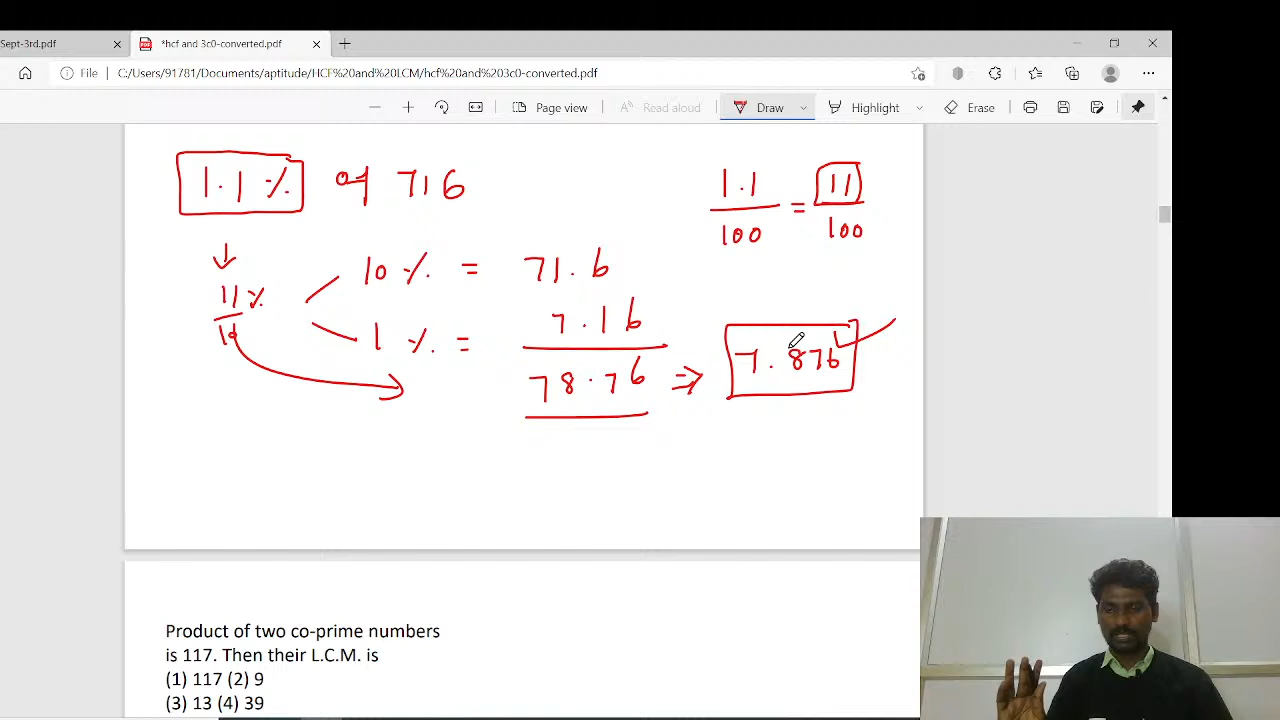 Sept-3rd.pdf
*hcf and 3c0-converted.pdf
File
C:/Users/91781/Documents/aptitude/HCF%20and%20LCM/hcf%20and%203c0-converted.pdf
Page view
Read aloud
Draw
Highlight
Erase
1.1 % of 716
1.1
100
=
11
100
11 %
10
10 % = 71.6
1 % = 7.16
78.76 ⇒ 7.876
Product of two co-prime numbers
is 117. Then their L.C.M. is
(1) 117 (2) 9
(3) 13 (4) 39